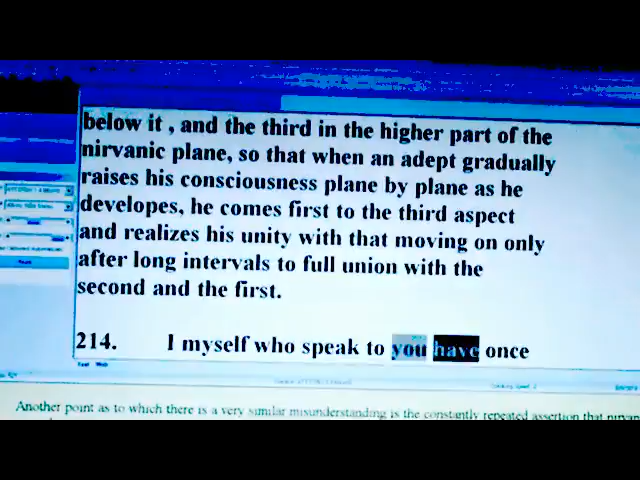 below it , and the third in the higher part of the
nirvanic plane, so that when an adept gradually
raises his consciousness plane by plane as he
developes, he comes first to the third aspect
and realizes his unity with that moving on only
after long intervals to full union with the
second and the first.
214. I myself who speak to you have once
Another point as to which there is a very similar misunderstanding is the constantly repeated assertion that nirvan